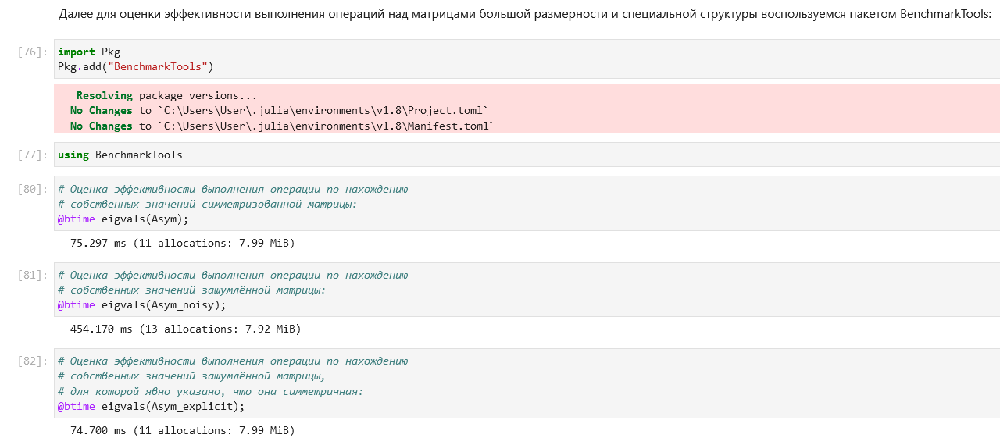 Далее для оценки эффективности выполнения операций над матрицами большой размерности и специальной структуры воспользуемся пакетом BenchmarkTools:
[76]: import Pkg
Pkg.add("BenchmarkTools")
Resolving package versions...
No Changes to `C:\Users\User\.julia\environments\v1.8\Project.toml`
No Changes to `C:\Users\User\.julia\environments\v1.8\Manifest.toml`
[77]: using BenchmarkTools
[80]: # Оценка эффективности выполнения операции по нахождению
# собственных значений симметризованной матрицы:
@btime eigvals(Asym);
75.297 ms (11 allocations: 7.99 MiB)
[81]: # Оценка эффективности выполнения операции по нахождению
# собственных значений зашумлённой матрицы:
@btime eigvals(Asym_noisy);
454.170 ms (13 allocations: 7.92 MiB)
[82]: # Оценка эффективности выполнения операции по нахождению
# собственных значений зашумлённой матрицы,
# для которой явно указано, что она симметричная:
@btime eigvals(Asym_explicit);
74.700 ms (11 allocations: 7.99 MiB)